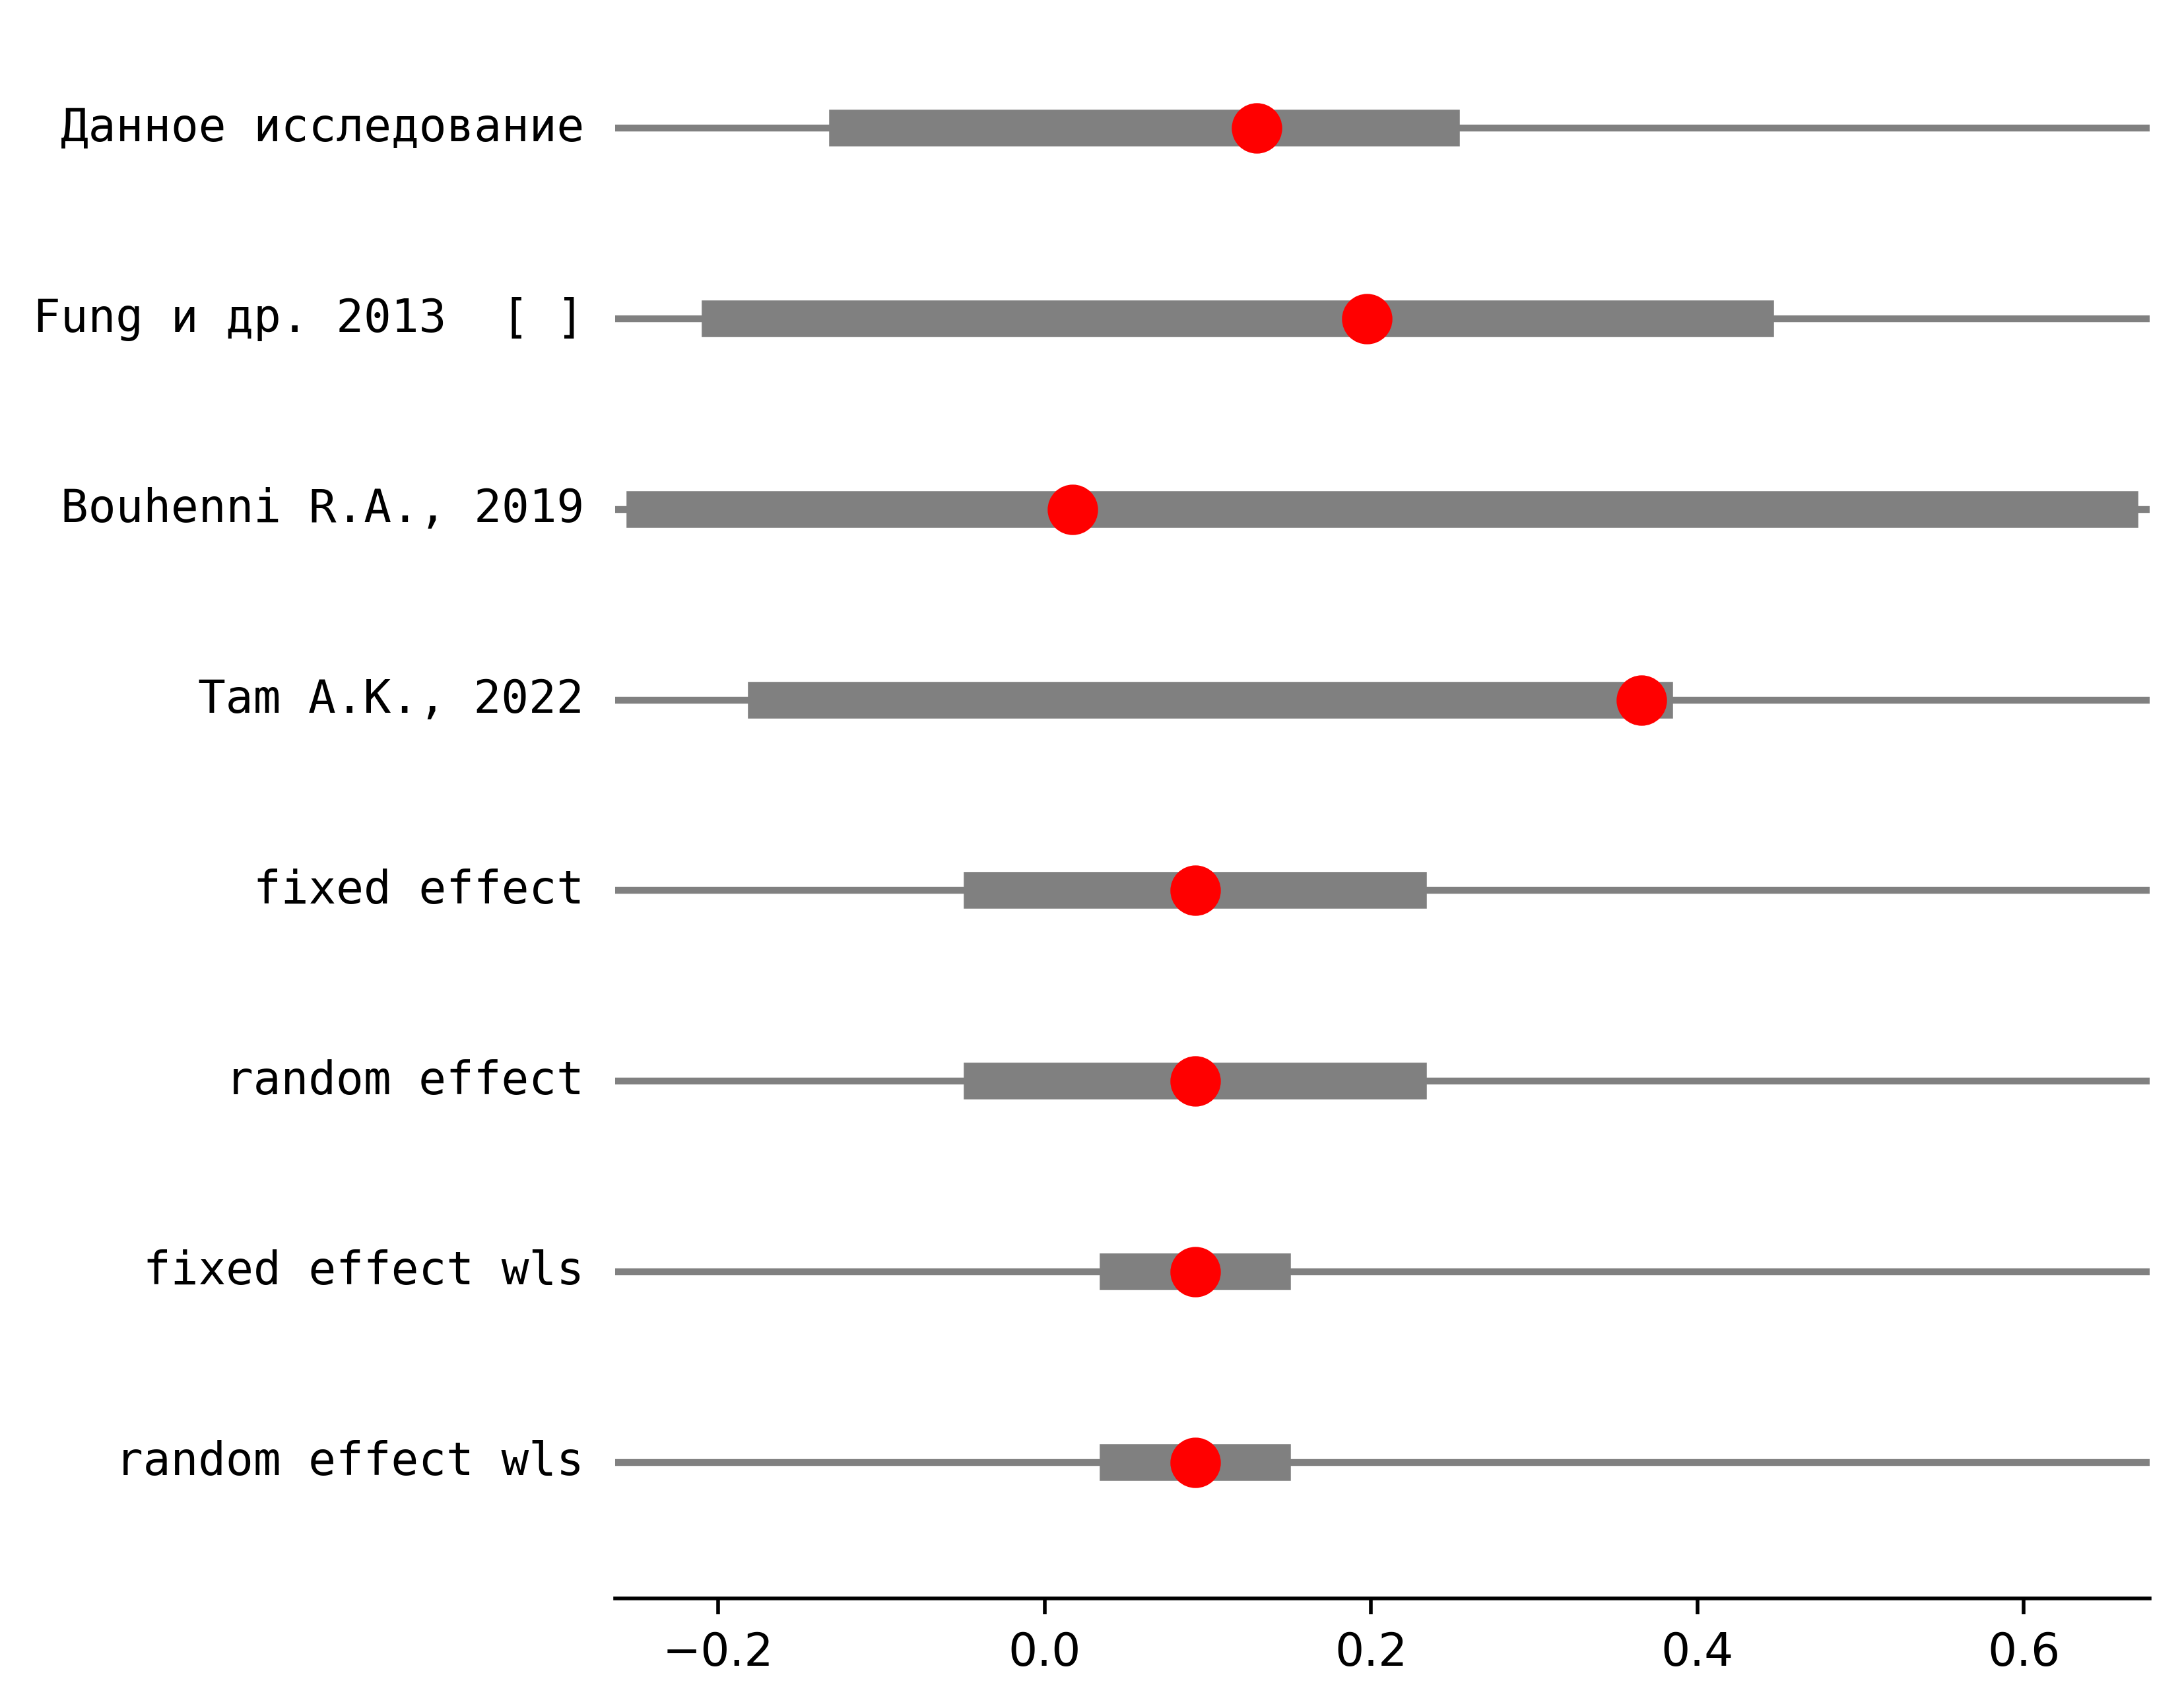 Данное исследование
Fung и др. 2013  [ ]
Bouhenni R.A., 2019
Tam A.K., 2022
fixed effect
random effect
fixed effect wls
random effect wls
−0.2 0.0 0.2 0.4 0.6